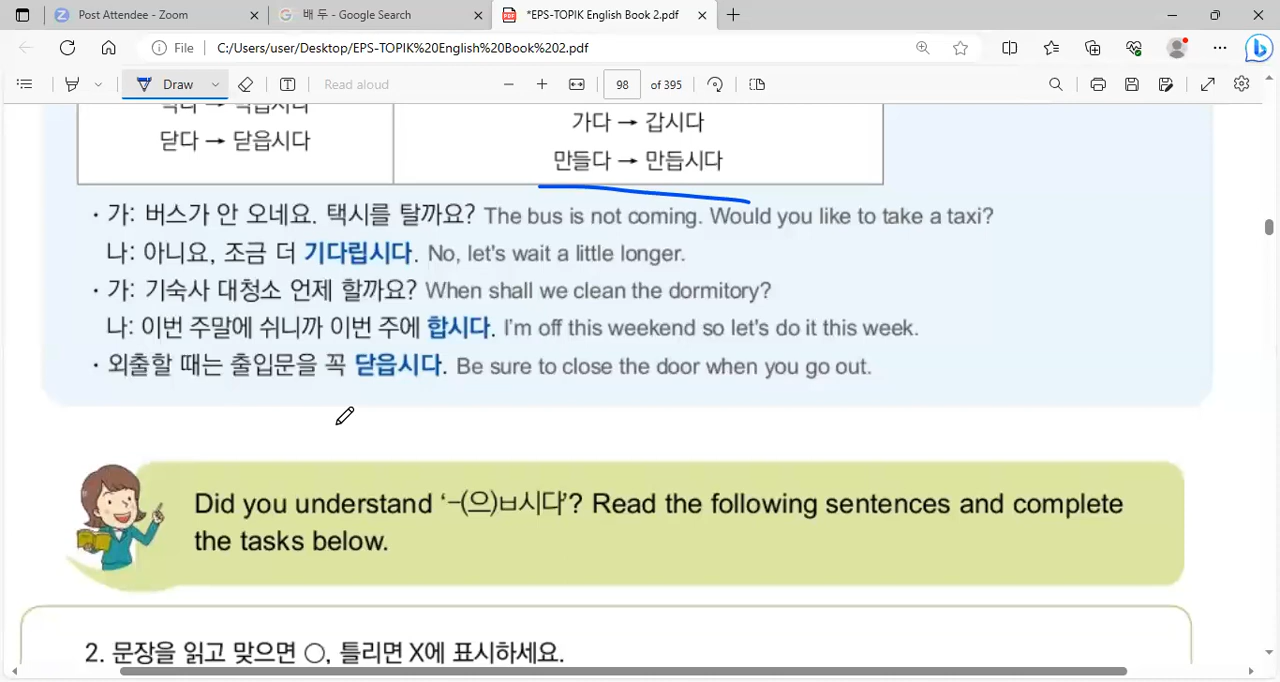 Post Attendee - Zoom
배 두 - Google Search
*EPS-TOPIK English Book 2.pdf
File
C:/Users/user/Desktop/EPS-TOPIK%20English%20Book%202.pdf
Draw
Read aloud
98 of 395
닫다 → 닫읍시다
가다 → 갑시다
만들다 → 만듭시다
· 가: 버스가 안 오네요. 택시를 탈까요? The bus is not coming. Would you like to take a taxi?
나: 아니요, 조금 더 기다립시다. No, let's wait a little longer.
· 가: 기숙사 대청소 언제 할까요? When shall we clean the dormitory?
나: 이번 주말에 쉬니까 이번 주에 합시다. I'm off this weekend so let's do it this week.
· 외출할 때는 출입문을 꼭 닫읍시다. Be sure to close the door when you go out.
Did you understand ‘-(으)ㅂ시다’? Read the following sentences and complete
the tasks below.
2. 문장을 읽고 맞으면 ○, 틀리면 X에 표시하세요.